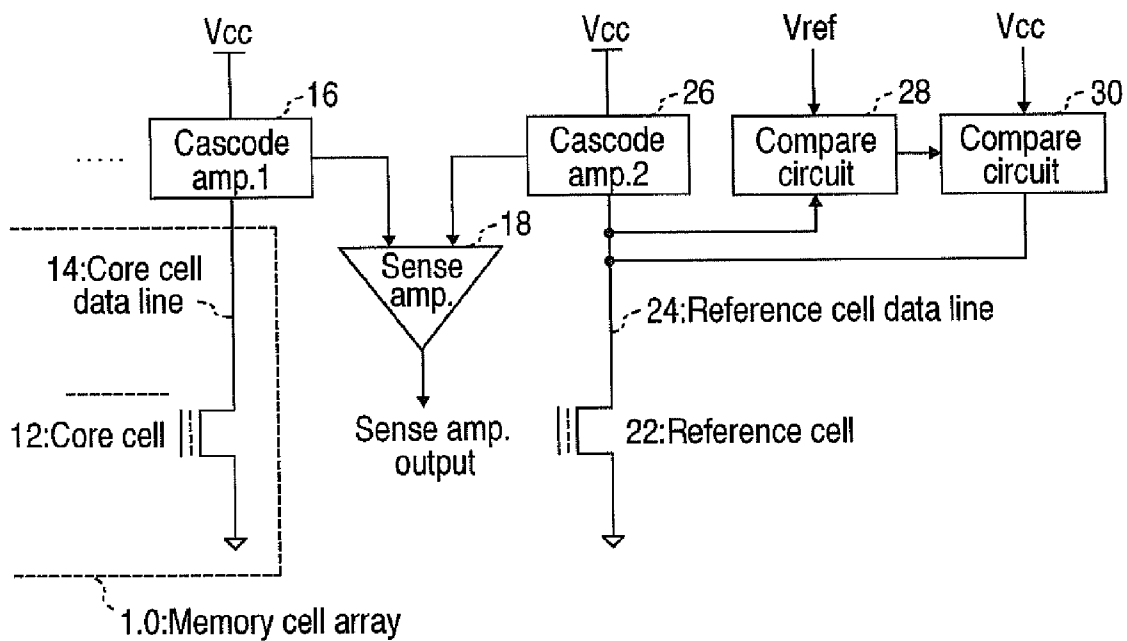 Vcc
Vcc
Vref
Vcc
16
26
28
30
Cascode
amp.1
Cascode
amp.2
Compare
circuit
Compare
circuit
.....
18
Sense
amp.
14:Core cell
data line
24:Reference cell data line
12:Core cell
Sense amp.
output
22:Reference cell
1.0:Memory cell array